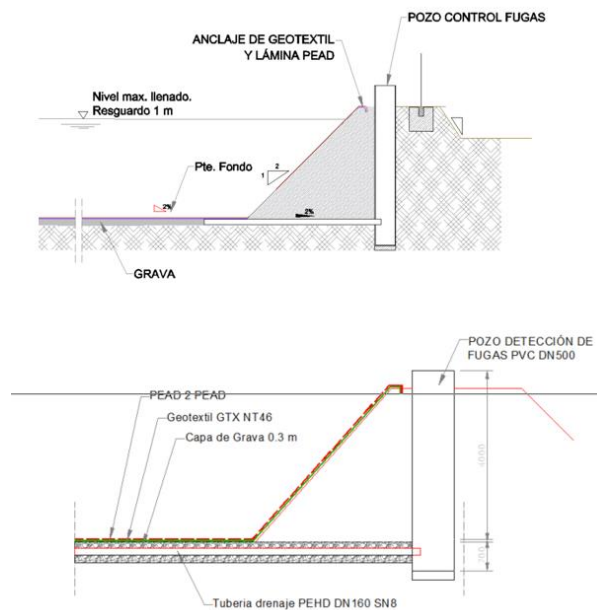 POZO CONTROL FUGAS
ANCLAJE DE GEOTEXTIL
Y LÁMINA PEAD
Nivel max. llenado.
Resguardo 1 m
2
1
Pte. Fondo
2%
2%
GRAVA
POZO DETECCIÓN DE
FUGAS PVC DN500
PEAD 2 PEAD
Geotextil GTX NT46
Capa de Grava 0.3 m
4000
Tuberia drenaje PEHD DN160 SN8